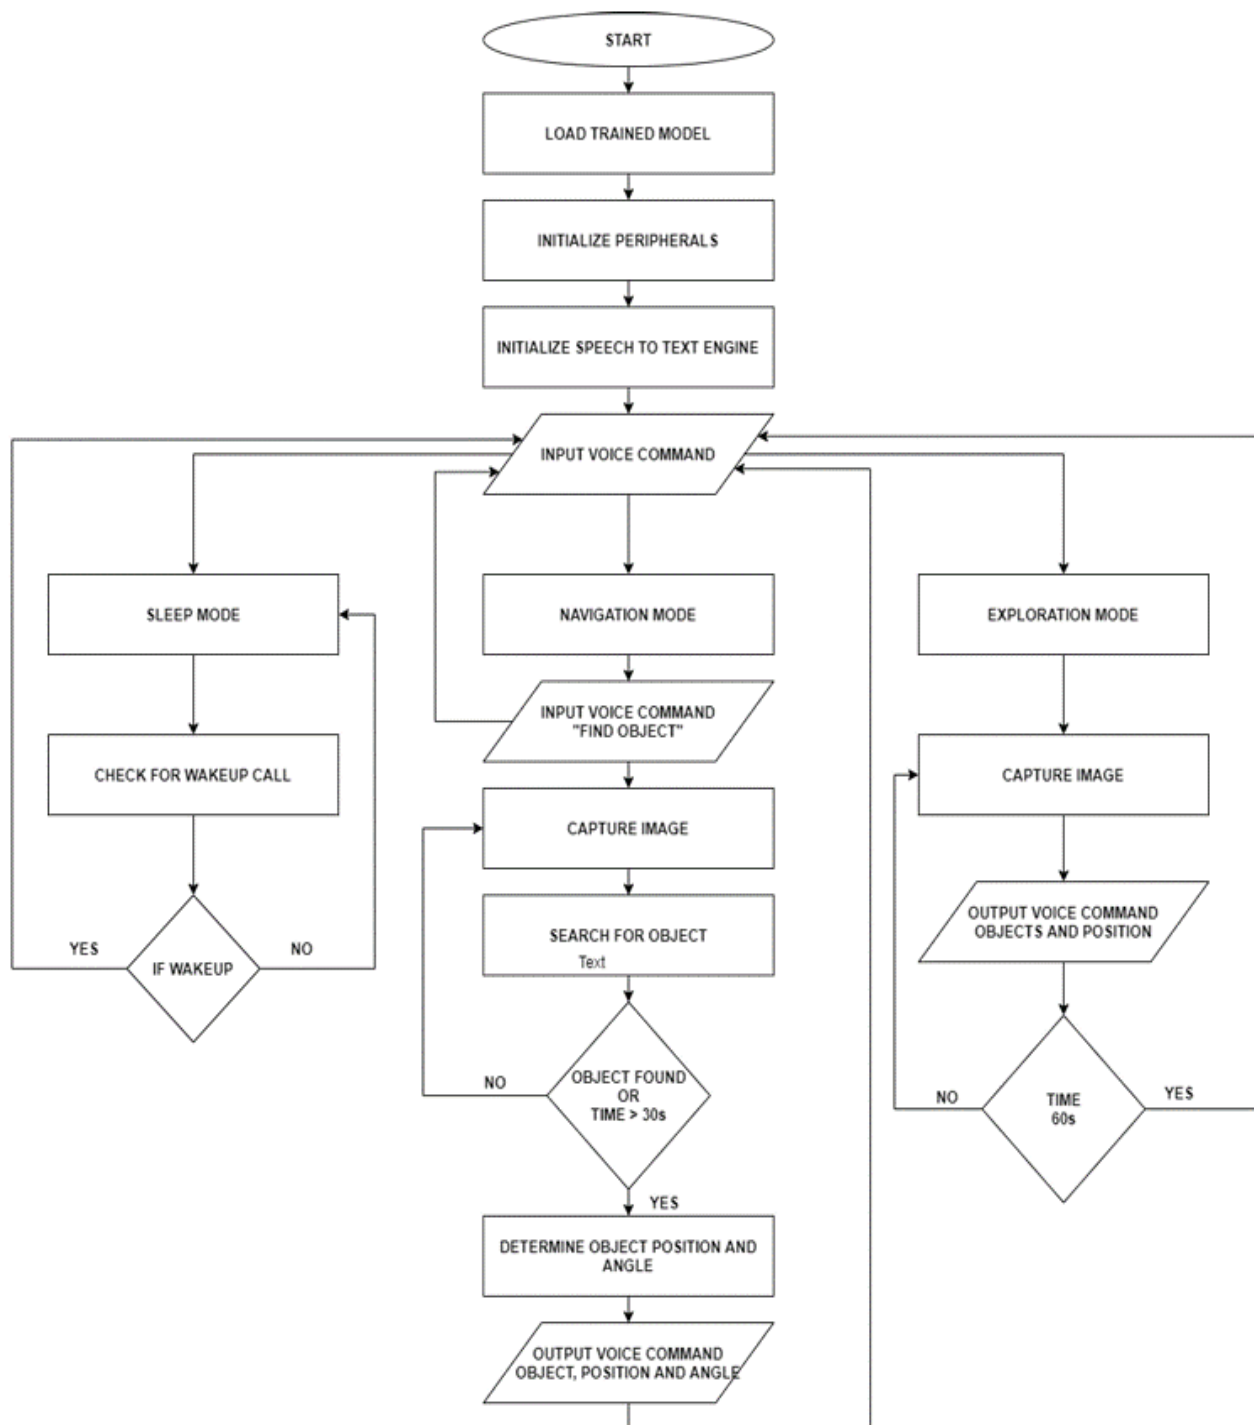 START
LOAD TRAINED MODEL
INITIALIZE PERIPHERALS
INITIALIZE SPEECH TO TEXT ENGINE
INPUT VOICE COMMAND
SLEEP MODE
CHECK FOR WAKEUP CALL
YES
IF WAKEUP
NO
NAVIGATION MODE
INPUT VOICE COMMAND
"FIND OBJECT"
CAPTURE IMAGE
SEARCH FOR OBJECT
Text
NO
OBJECT FOUND
OR
TIME > 30s
YES
DETERMINE OBJECT POSITION AND
ANGLE
OUTPUT VOICE COMMAND
OBJECT, POSITION AND ANGLE
EXPLORATION MODE
CAPTURE IMAGE
OUTPUT VOICE COMMAND
OBJECTS AND POSITION
NO
TIME
60s
YES